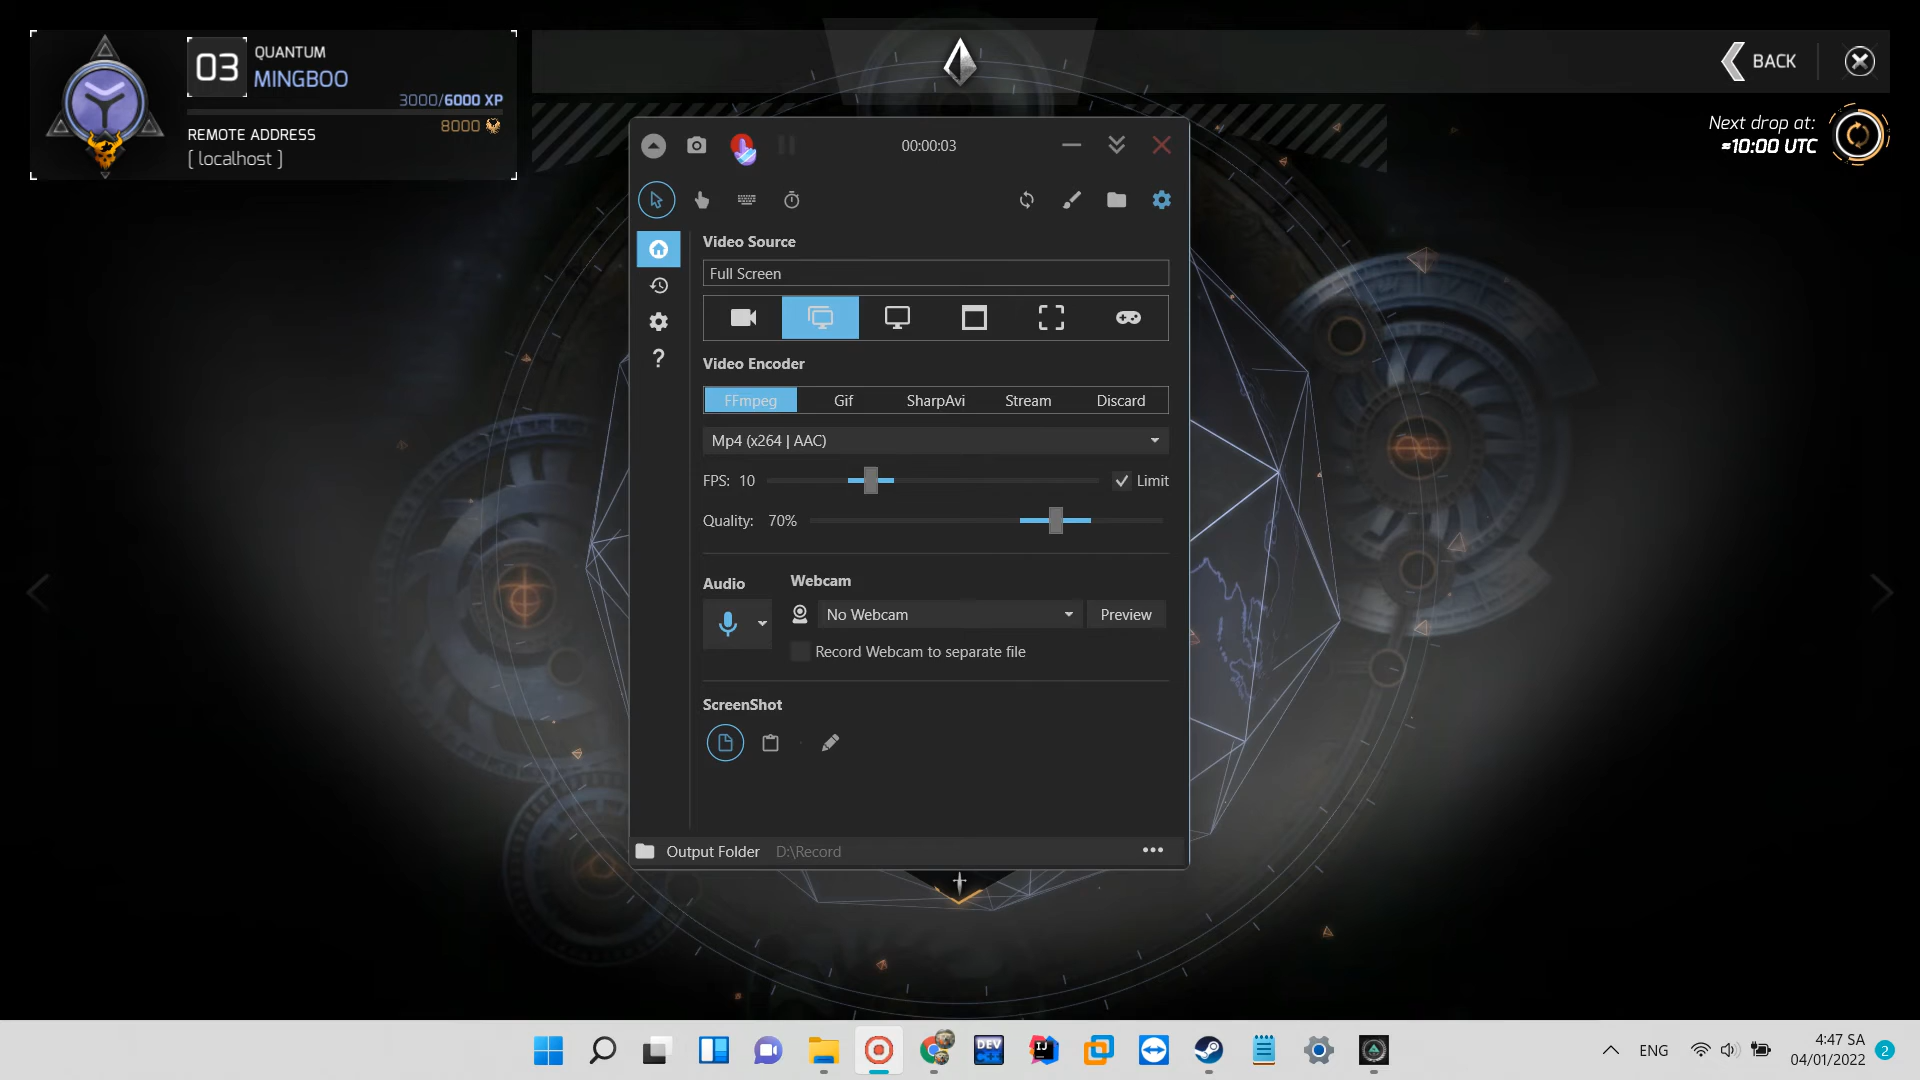 03
QUANTUM
MINGBOO
3000/6000 XP
8000
REMOTE ADDRESS
[ localhost ]
BACK
Next drop at:
≈10:00 UTC
00:00:03
Video Source
Full Screen
Video Encoder
FFmpeg Gif SharpAvi Stream Discard
Mp4 (x264 | AAC)
FPS: 10 Limit
Quality: 70%
Audio
Webcam
No Webcam Preview
Record Webcam to separate file
ScreenShot
Output Folder D:\Record
DEV
C++
IJ
ENG
4:47 SA
04/01/2022
2